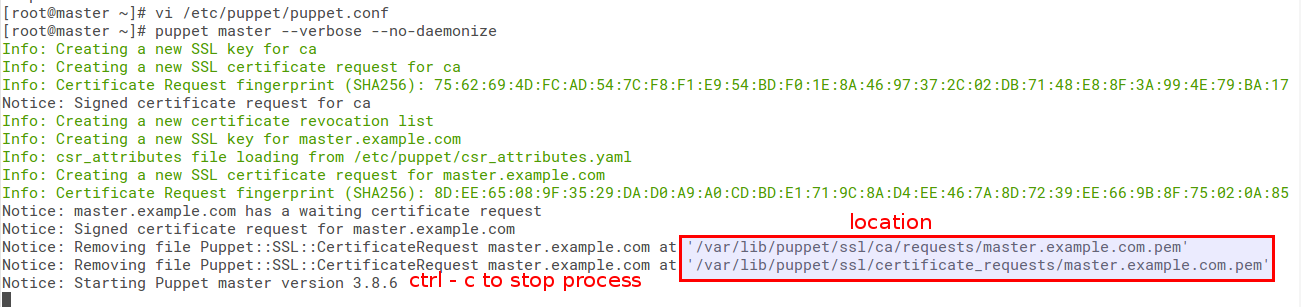 [root@master ~]# vi /etc/puppet/puppet.conf
[root@master ~]# puppet master --verbose --no-daemonize
Info: Creating a new SSL key for ca
Info: Creating a new SSL certificate request for ca
Info: Certificate Request fingerprint (SHA256): 75:62:69:4D:FC:AD:54:7C:F8:F1:E9:54:BD:F0:1E:8A:46:97:37:2C:02:DB:71:48:E8:8F:3A:99:4E:79:BA:17
Notice: Signed certificate request for ca
Info: Creating a new certificate revocation list
Info: Creating a new SSL key for master.example.com
Info: csr_attributes file loading from /etc/puppet/csr_attributes.yaml
Info: Creating a new SSL certificate request for master.example.com
Info: Certificate Request fingerprint (SHA256): 8D:EE:65:08:9F:35:29:DA:D0:A9:A0:CD:BD:E1:71:9C:8A:D4:EE:46:7A:8D:72:39:EE:66:9B:8F:75:02:0A:85
Notice: master.example.com has a waiting certificate request
Notice: Signed certificate request for master.example.com
location
Notice: Removing file Puppet::SSL::CertificateRequest master.example.com at '/var/lib/puppet/ssl/ca/requests/master.example.com.pem'
Notice: Removing file Puppet::SSL::CertificateRequest master.example.com at '/var/lib/puppet/ssl/certificate_requests/master.example.com.pem'
Notice: Starting Puppet master version 3.8.6
ctrl - c to stop process